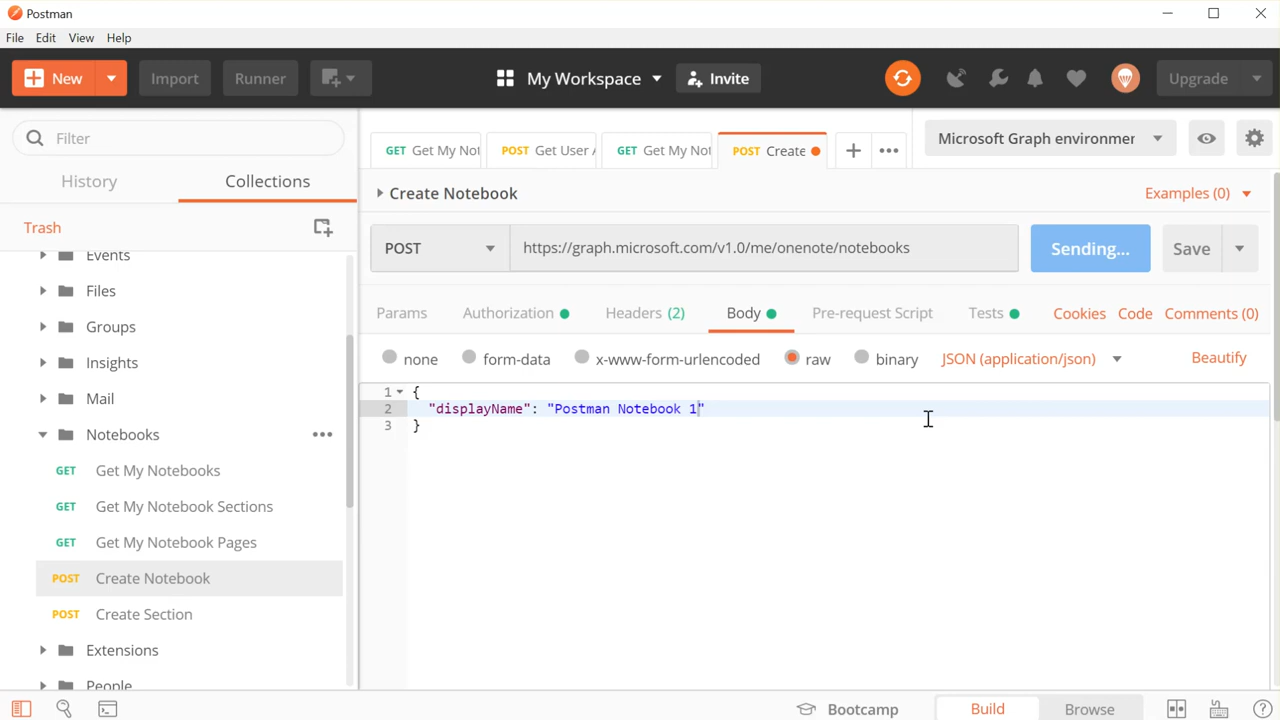 Postman
File Edit View Help
New Import Runner My Workspace Invite Upgrade
Filter
History Collections
Trash
Events
Files
Groups
Insights
Mail
Notebooks
GET Get My Notebooks
GET Get My Notebook Sections
GET Get My Notebook Pages
POST Create Notebook
POST Create Section
Extensions
People
GET Get My Not POST Get User A GET Get My Not POST Create
Microsoft Graph environmer
Create Notebook Examples (0)
POST https://graph.microsoft.com/v1.0/me/onenote/notebooks Sending... Save
Params Authorization Headers (2) Body Pre-request Script Tests Cookies Code Comments (0)
none form-data x-www-form-urlencoded raw binary JSON (application/json) Beautify
1 {
2 "displayName": "Postman Notebook 1"
3 }
Bootcamp Build Browse